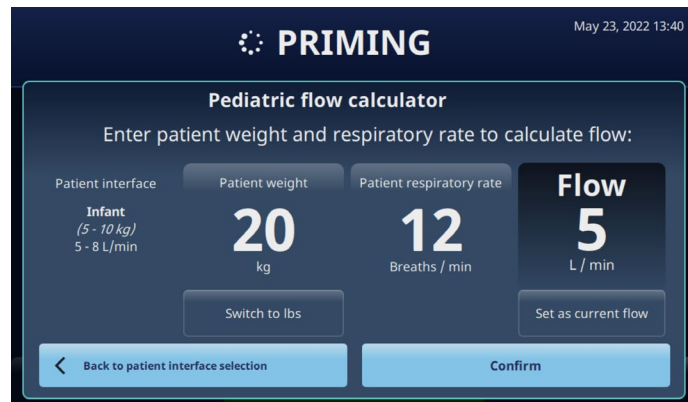 PRIMING
May 23, 2022 13:40
Pediatric flow calculator
Enter patient weight and respiratory rate to calculate flow:
Patient interface
Infant
(5 - 10 kg)
5 - 8 L/min
Patient weight
20
kg
Switch to lbs
Patient respiratory rate
12
Breaths / min
Flow
5
L / min
Set as current flow
Back to patient interface selection
Confirm